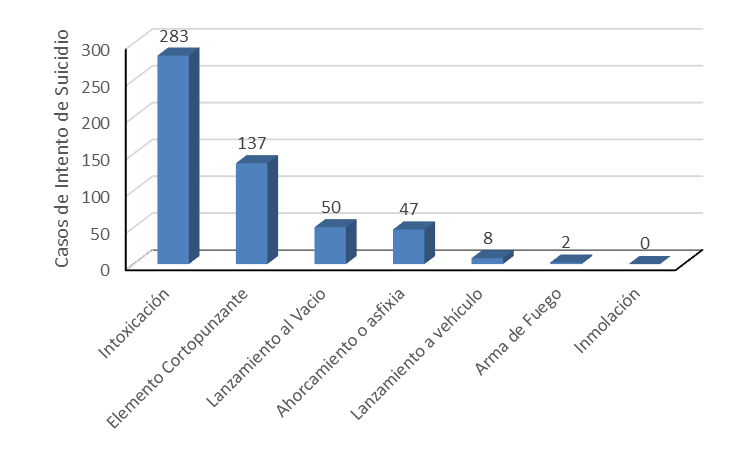 Casos de Intento de Suicidio
300
250
200
150
100
50
0
283
137
50
47
8
2
0
Intoxicación
Elemento Cortopunzante
Lanzamiento al Vacio
Ahorcamiento o asfixia
Lanzamiento a vehículo
Arma de Fuego
Inmolación